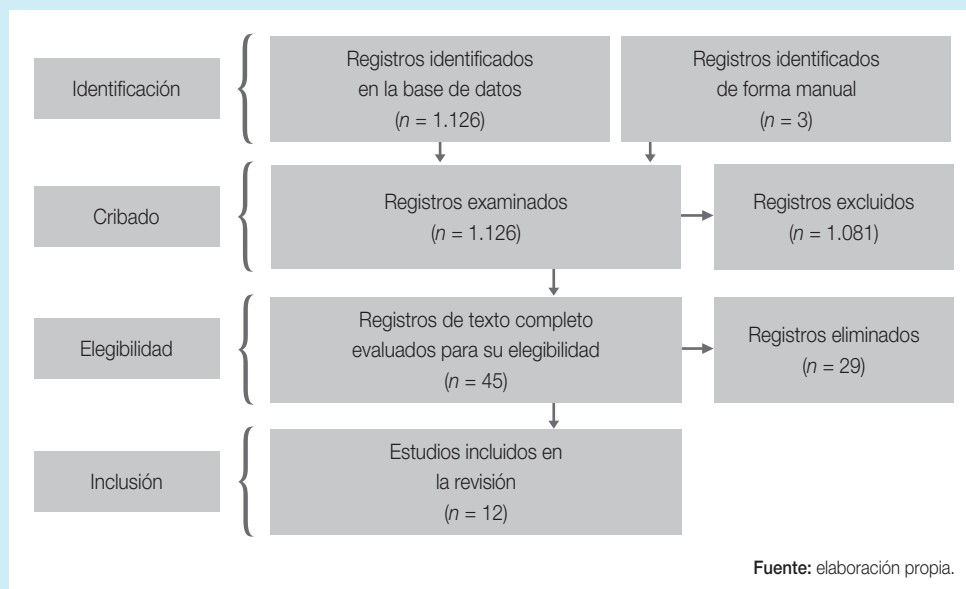 Identificación
Registros identificados
en la base de datos
(n = 1.126)
Registros identificados
de forma manual
(n = 3)
Cribado
Registros examinados
(n = 1.126)
Registros excluidos
(n = 1.081)
Elegibilidad
Registros de texto completo
evaluados para su elegibilidad
(n = 45)
Registros eliminados
(n = 29)
Inclusión
Estudios incluidos en
la revisión
(n = 12)
Fuente: elaboración propia.